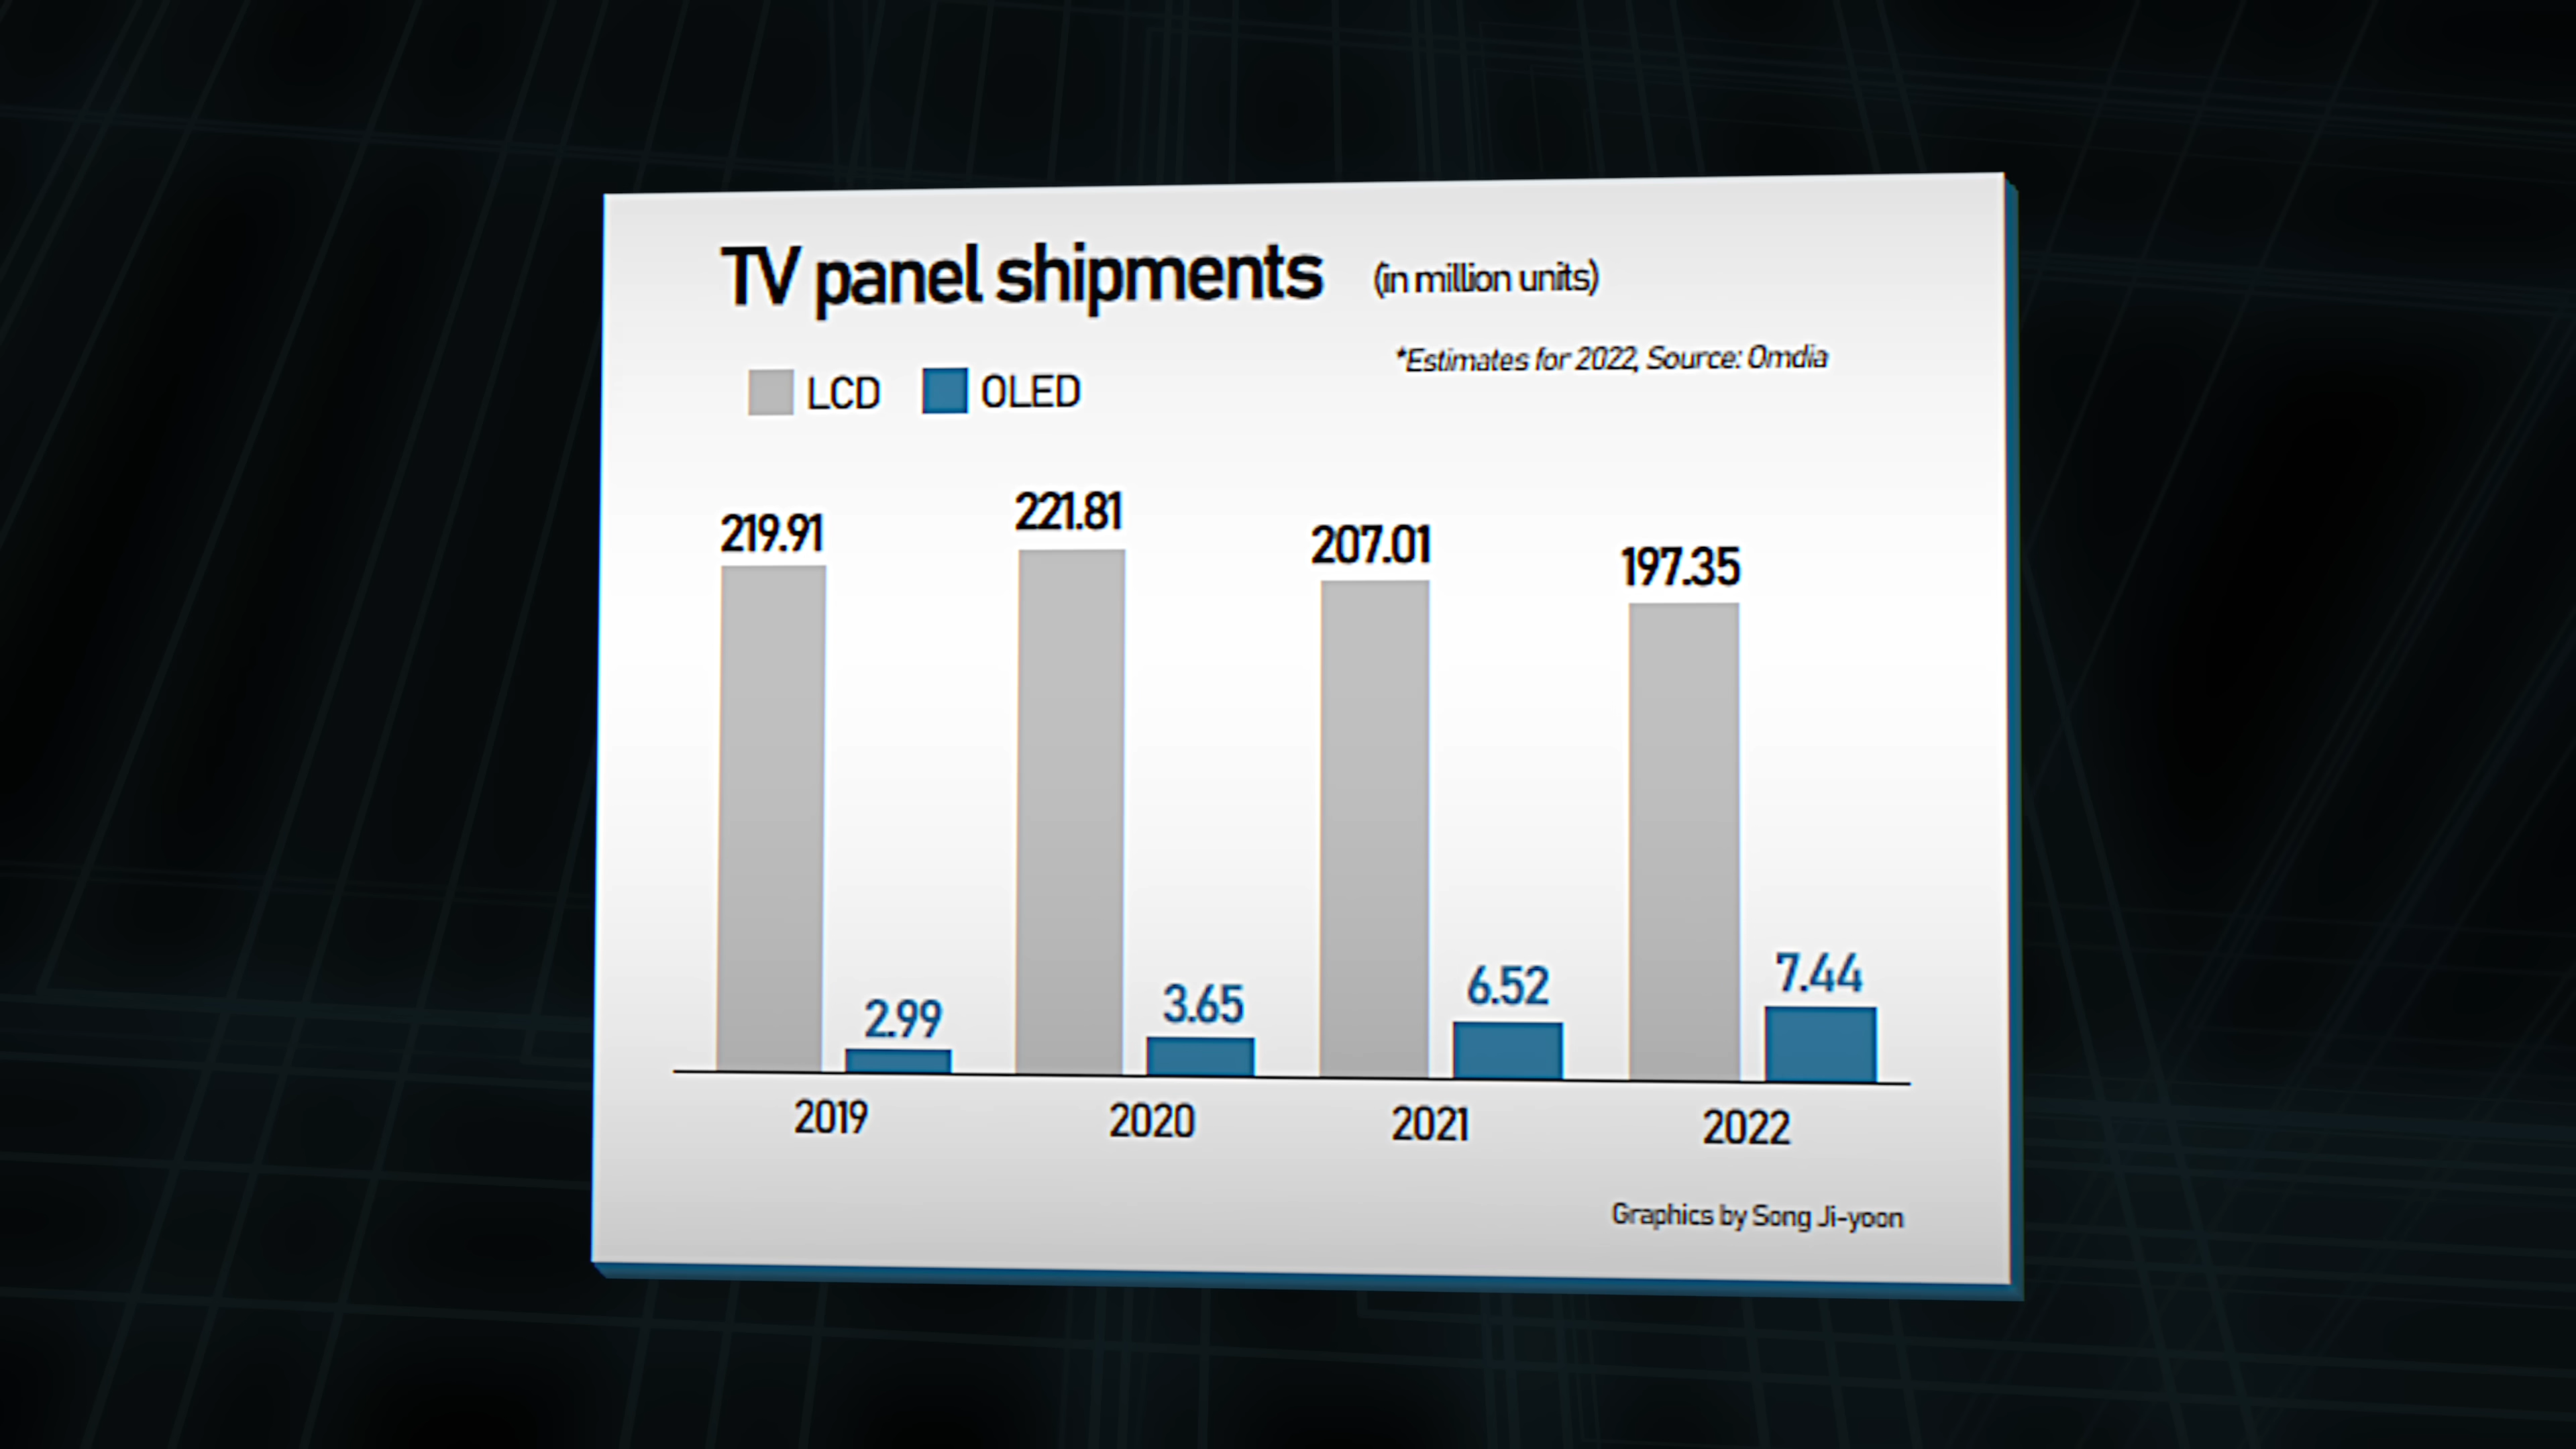 TV panel shipments (in million units)
*Estimates for 2022, Source: Omdia
LCD OLED
219.91 221.81 207.01 197.35
2.99 3.65 6.52 7.44
2019 2020 2021 2022
Graphics by Song Ji-yoon